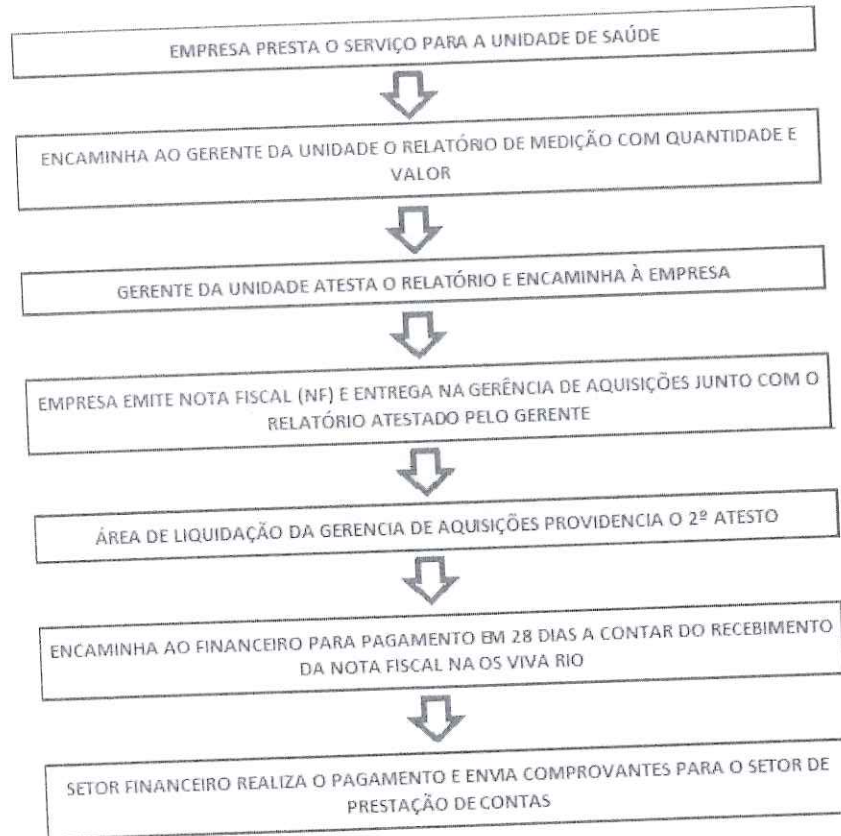 EMPRESA PRESTA O SERVIÇO PARA A UNIDADE DE SAÚDE
ENCAMINHA AO GERENTE DA UNIDADE O RELATÓRIO DE MEDIÇÃO COM QUANTIDADE E
VALOR
GERENTE DA UNIDADE ATESTA O RELATÓRIO E ENCAMINHA À EMPRESA
EMPRESA EMITE NOTA FISCAL (NF) E ENTREGA NA GERÊNCIA DE AQUISIÇÕES JUNTO COM O
RELATÓRIO ATESTADO PELO GERENTE
ÁREA DE LIQUIDAÇÃO DA GERENCIA DE AQUISIÇÕES PROVIDENCIA O 2º ATESTO
ENCAMINHA AO FINANCEIRO PARA PAGAMENTO EM 28 DIAS A CONTAR DO RECEBIMENTO
DA NOTA FISCAL NA OS VIVA RIO
SETOR FINANCEIRO REALIZA O PAGAMENTO E ENVIA COMPROVANTES PARA O SETOR DE
PRESTAÇÃO DE CONTAS